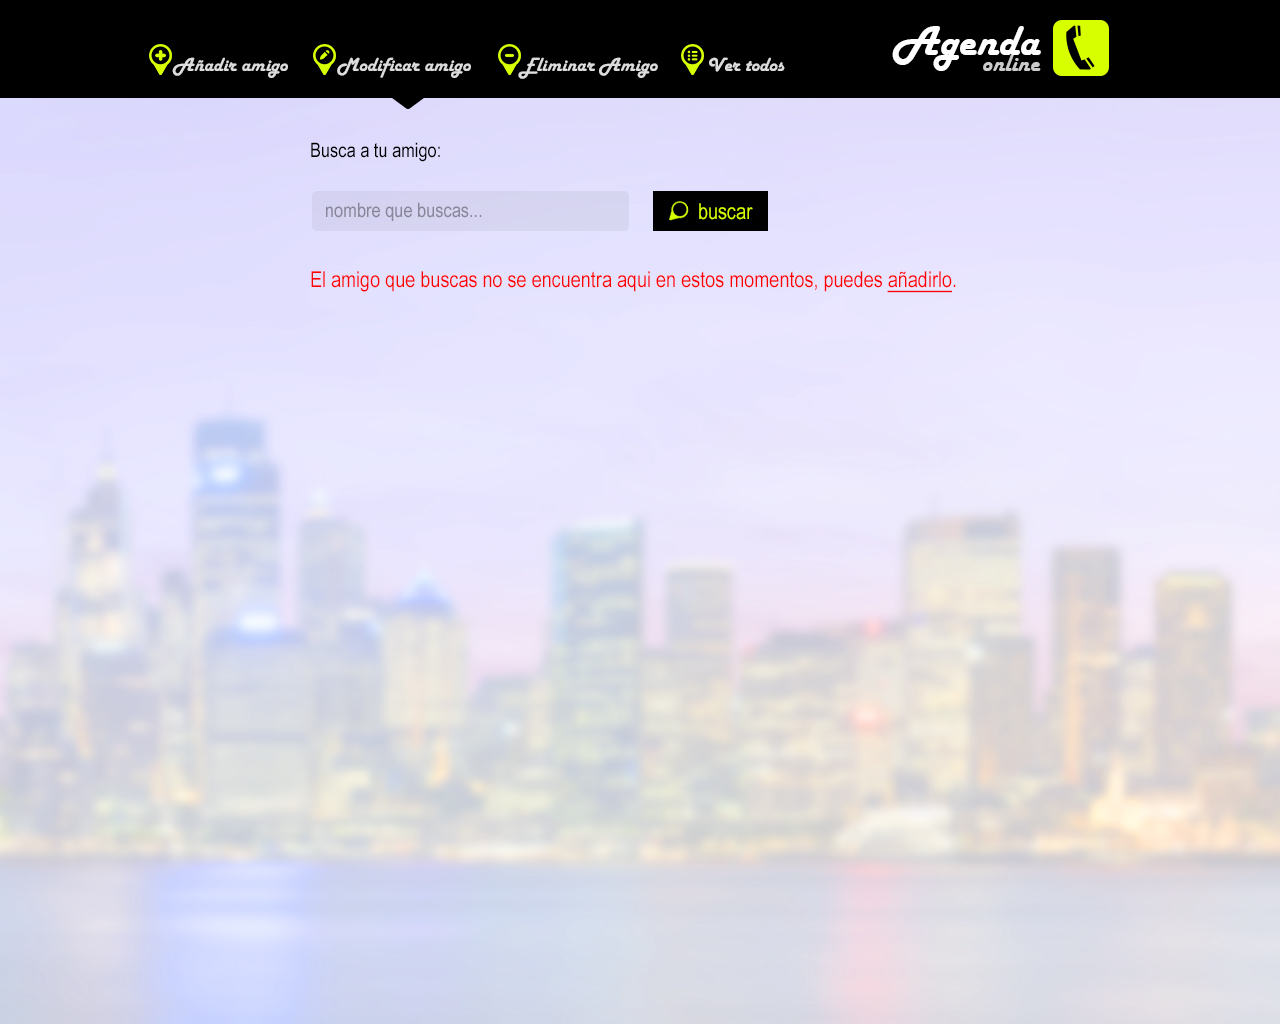 Añadir amigo
Modificar amigo
Eliminar Amigo
Ver todos
Agenda
online
Busca a tu amigo:
nombre que buscas...
buscar
El amigo que buscas no se encuentra aqui en estos momentos, puedes añadirlo.